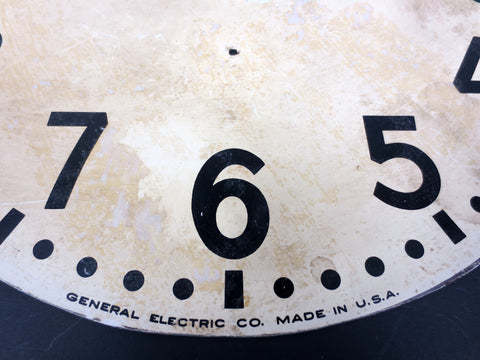 7 6 5 4
GENERAL ELECTRIC CO. MADE IN U.S.A.